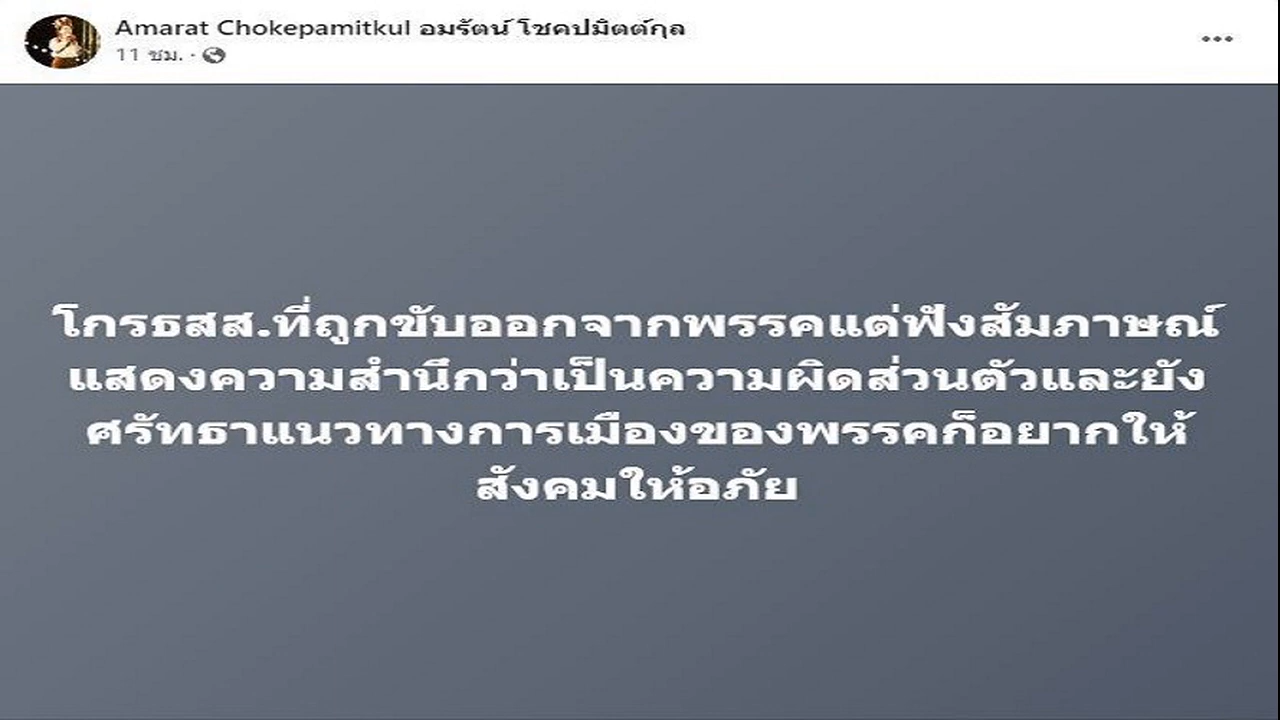 Amarat Chokepamitkul อมรัตน์ โชคปมิตต์กุล
11 ชม. ·
โกรธสส.ที่ถูกขับออกจากพรรคแต่ฟังสัมภาษณ์
แสดงความสำนึกว่าเป็นความผิดส่วนตัวและยัง
ศรัทธาแนวทางการเมืองของพรรคก็อยากให้
สังคมให้อภัย